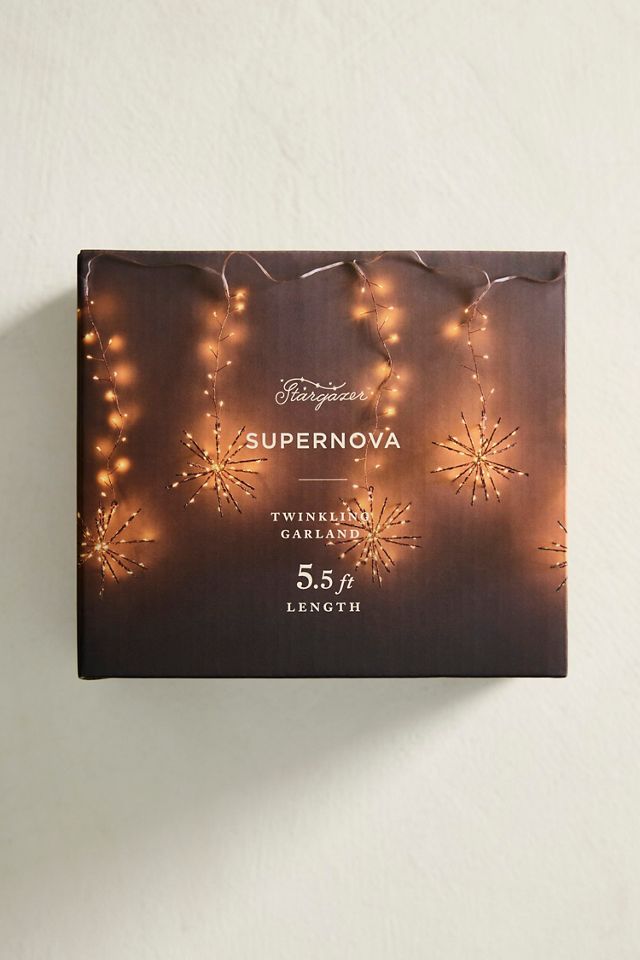 Stargazer
SUPERNOVA
TWINKLING
GARLAND
5.5 ft
LENGTH